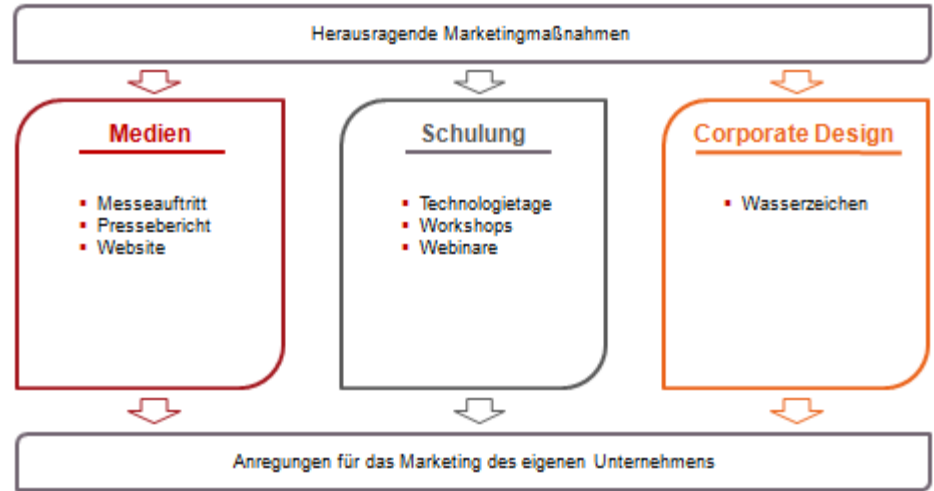 Herausragende Marketingmaßnahmen
Medien
Messeauftritt
Pressebericht
Website
Schulung
Technologietage
Workshops
Webinare
Corporate Design
Wasserzeichen
Anregungen für das Marketing des eigenen Unternehmens